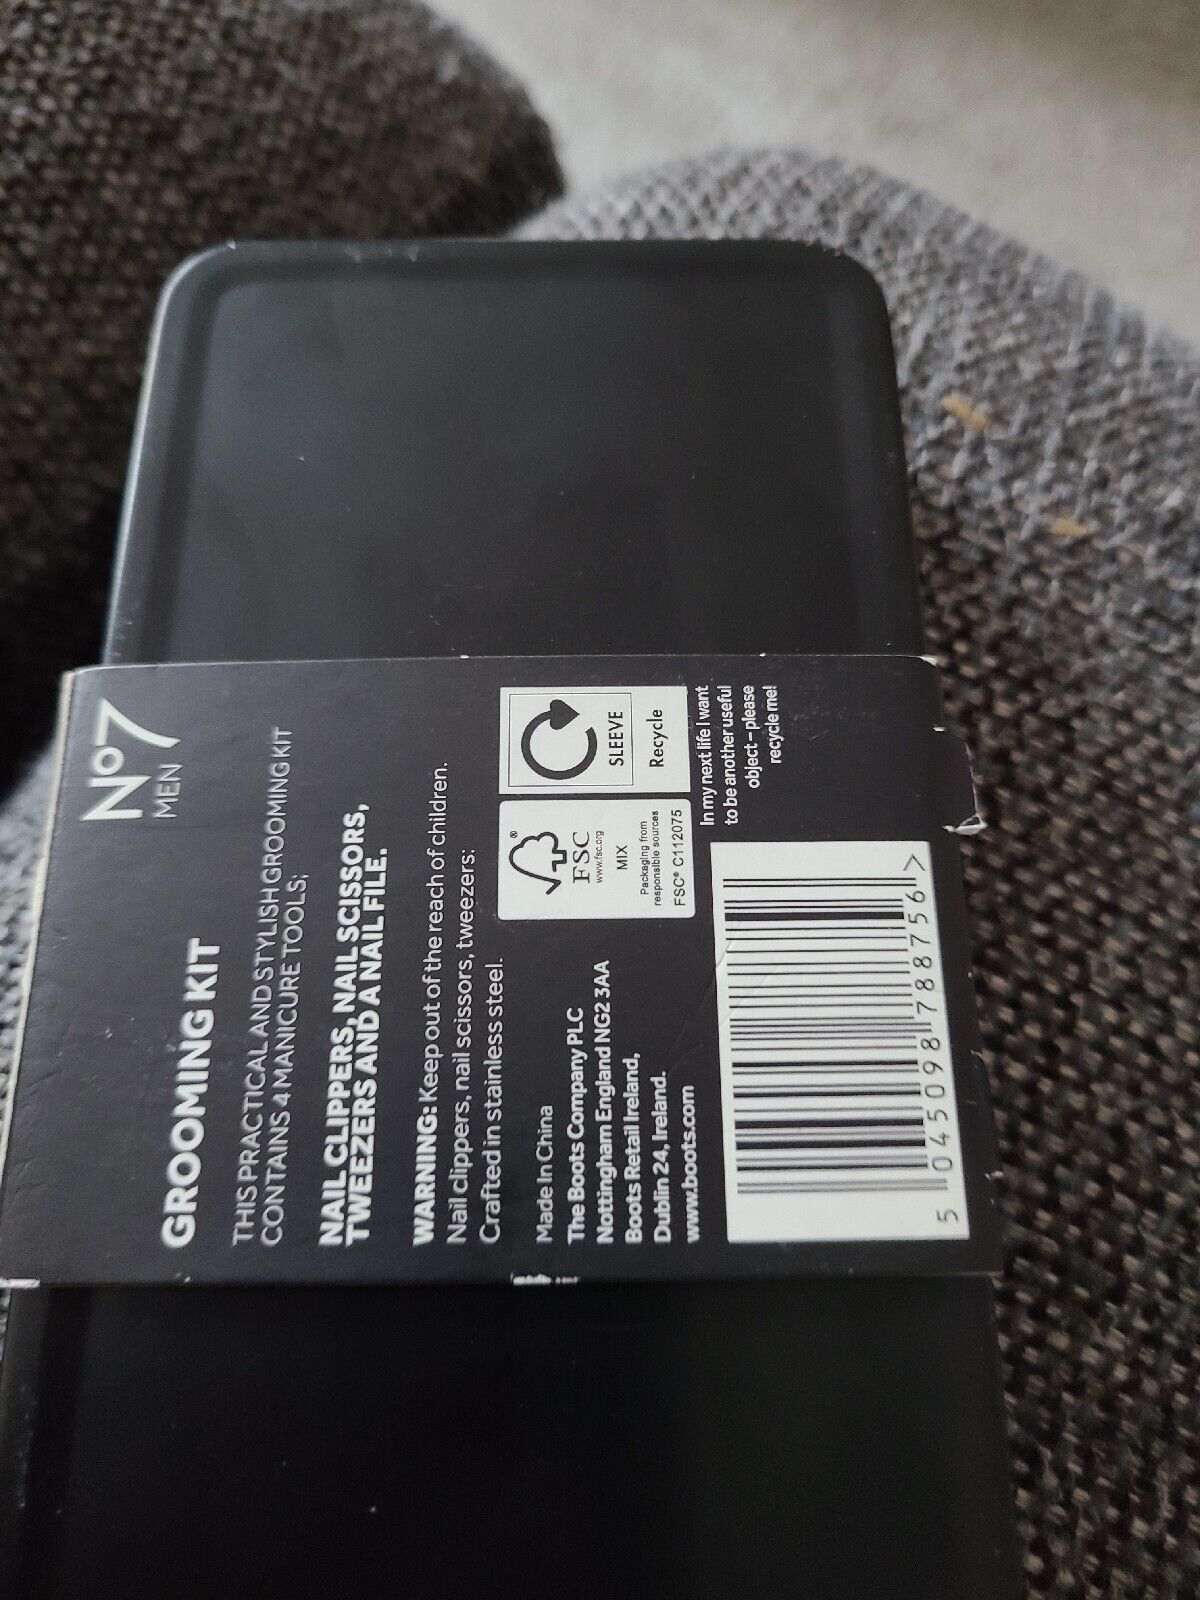 No7
MEN
GROOMING KIT
THIS PRACTICAL AND STYLISH GROOMING KIT
CONTAINS 4 MANICURE TOOLS;
NAIL CLIPPERS, NAIL SCISSORS,
TWEEZERS AND A NAIL FILE.
WARNING: Keep out of the reach of children.
Nail clippers, nail scissors, tweezers:
Crafted in stainless steel.
Made In China
The Boots Company PLC
Nottingham England NG2 3AA
Boots Retail Ireland,
Dublin 24, Ireland.
www.boots.com
SLEEVE
Recycle
FSC®
www.fsc.org
MIX
Packaging from
responsible sources
FSC® C112075
In my next life I want
to be another useful
object – please
recycle me!
5 045098 788756 >